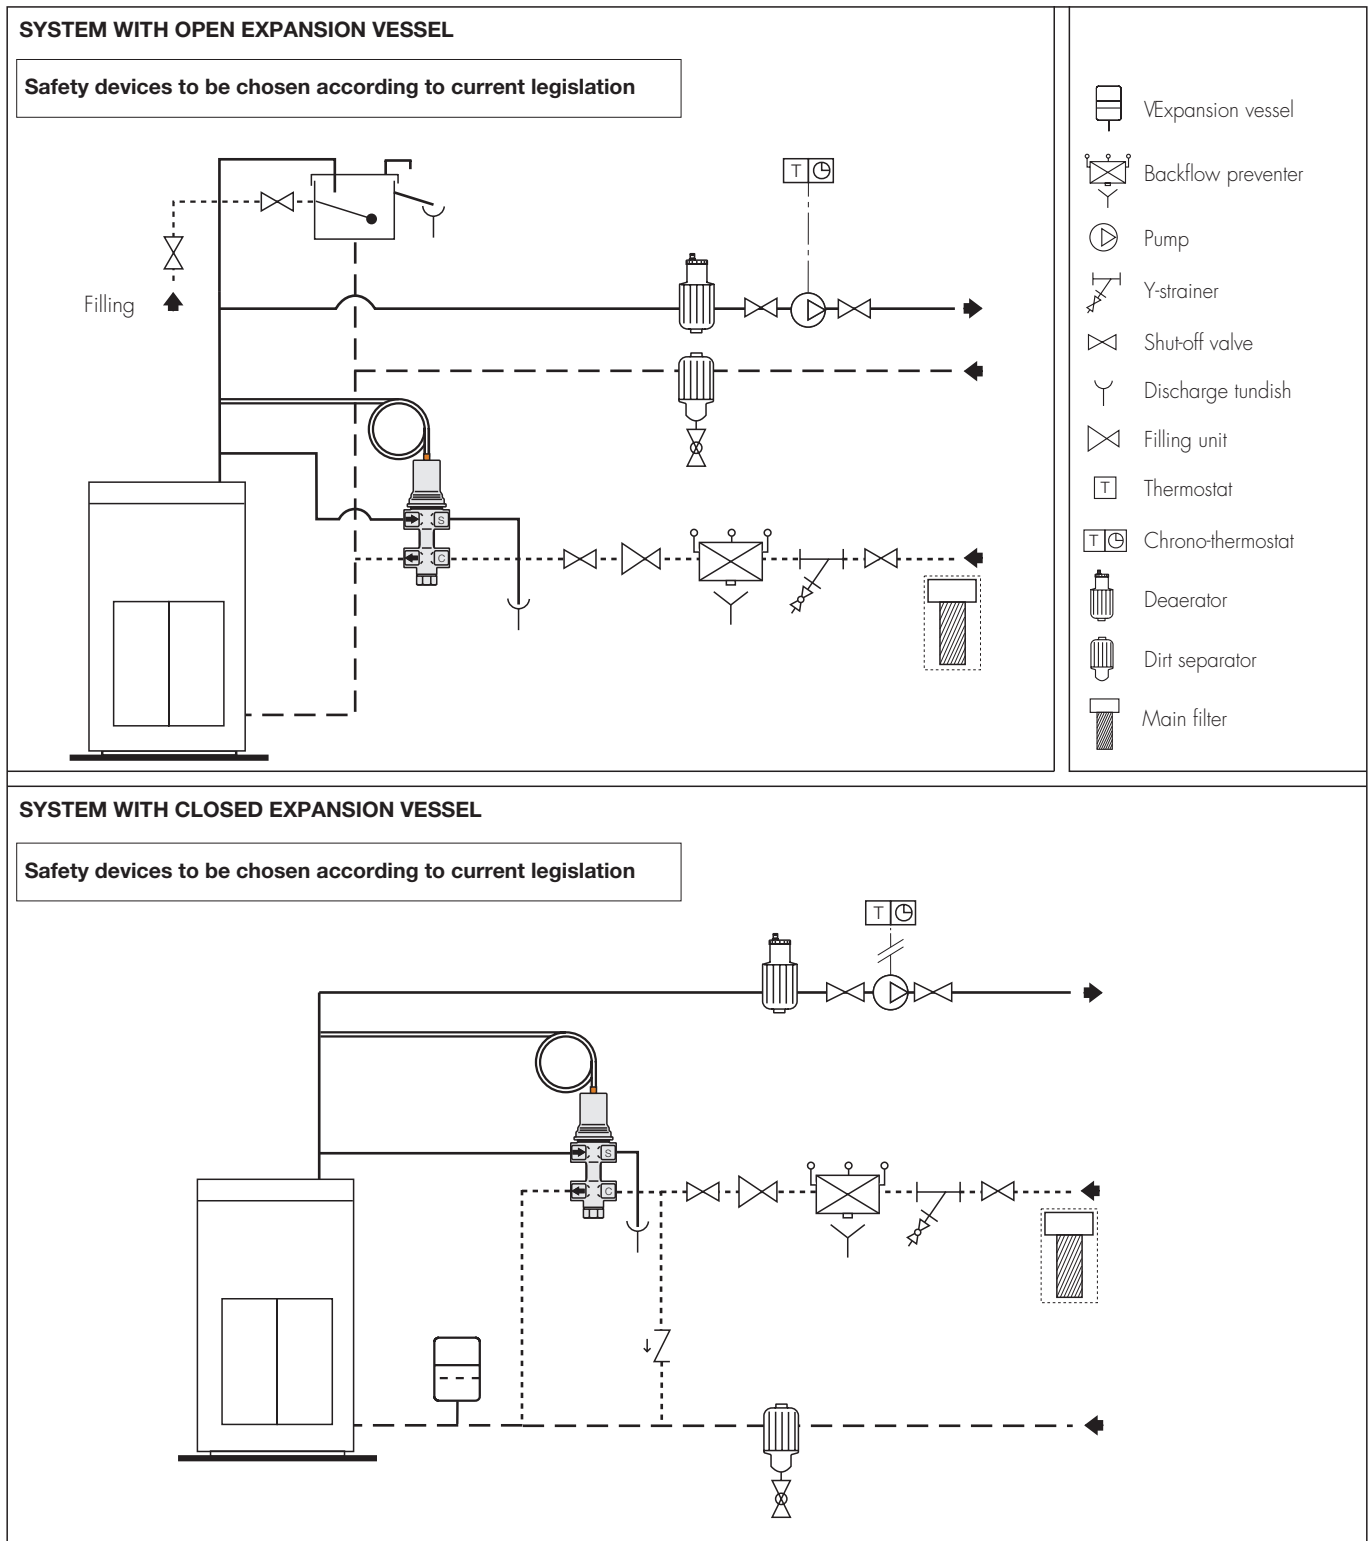 SYSTEM WITH OPEN EXPANSION VESSEL
Safety devices to be chosen according to current legislation
T
Filling
S
C
VExpansion vessel
Backflow preventer
Pump
Y-strainer
Shut-off valve
Discharge tundish
Filling unit
T Thermostat
T Chrono-thermostat
Deaerator
Dirt separator
Main filter
SYSTEM WITH CLOSED EXPANSION VESSEL
Safety devices to be chosen according to current legislation
T
S
C